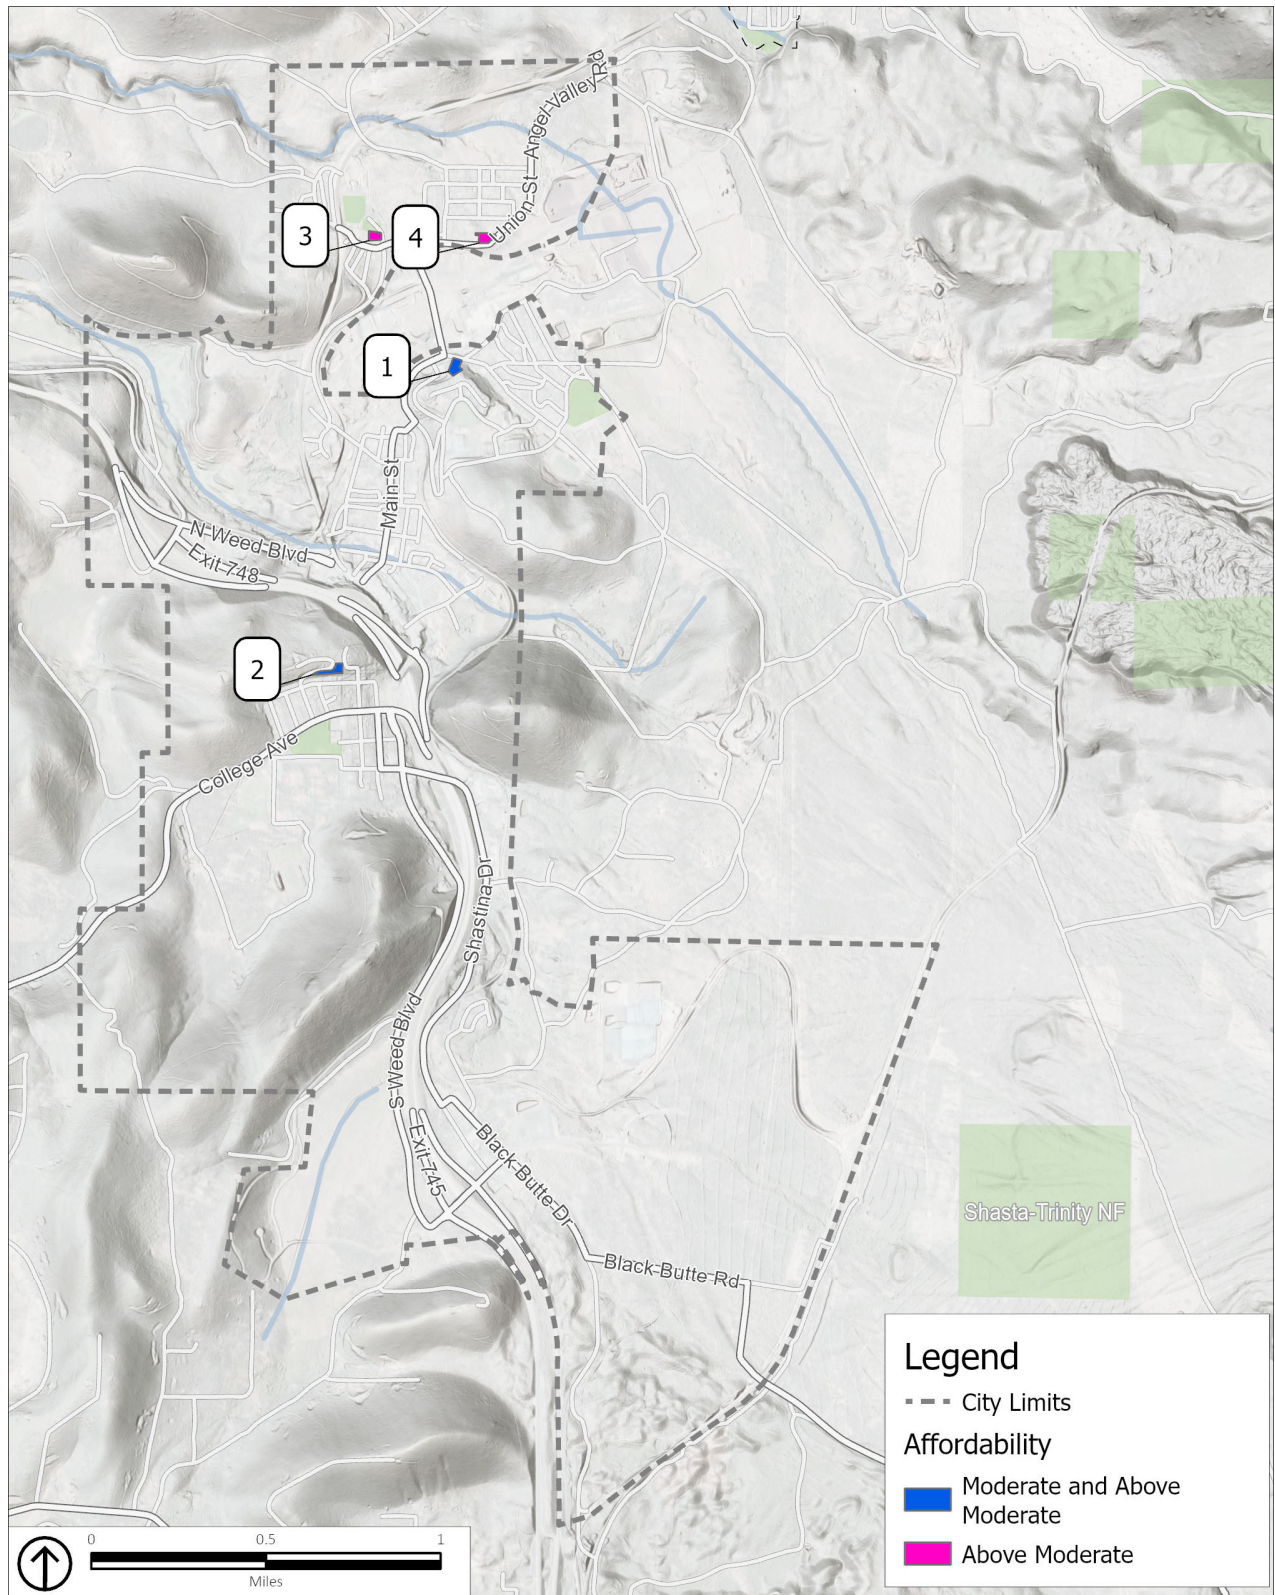 Union St
Angel Valley Rd
3
4
1
Main St
N Weed Blvd
Exit 748
2
College Ave
Shastina Dr
S Weed Blvd
Exit 745
Black Butte Dr
Black Butte Rd
Shasta-Trinity NF
Legend
City Limits
Affordability
Moderate and Above
Moderate
Above Moderate
0 0.5 1
Miles